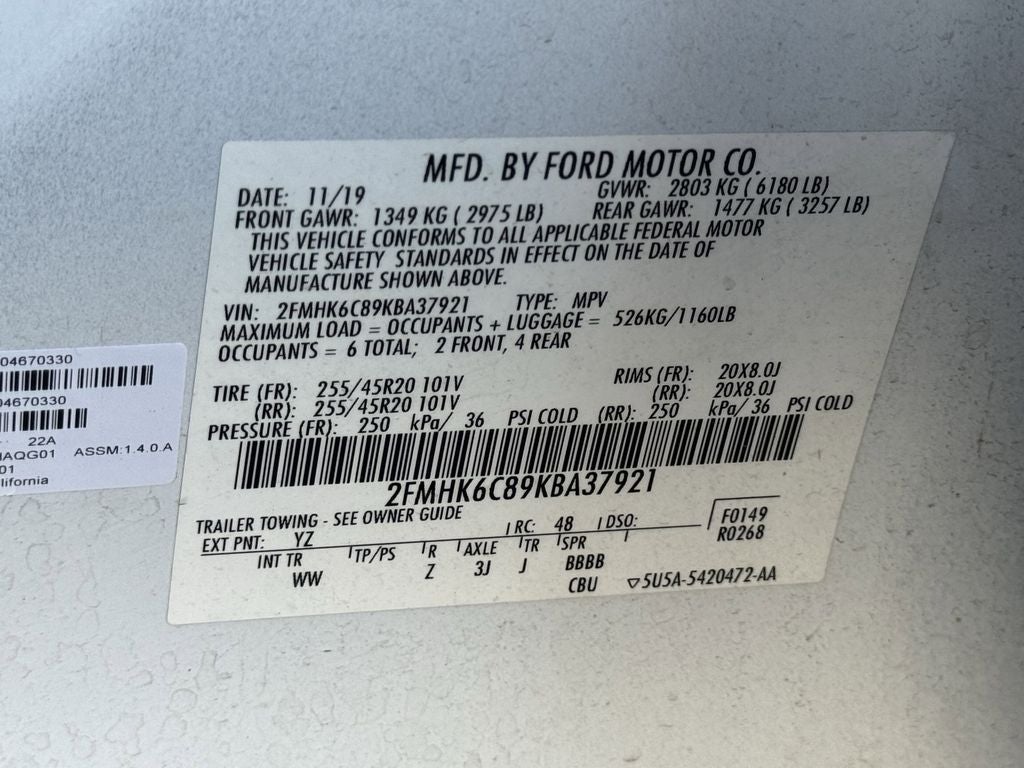 MFD. BY FORD MOTOR CO.
DATE: 11/19 GVWR: 2803 KG ( 6180 LB)
FRONT GAWR: 1349 KG ( 2975 LB) REAR GAWR: 1477 KG ( 3257 LB)
THIS VEHICLE CONFORMS TO ALL APPLICABLE FEDERAL MOTOR
VEHICLE SAFETY STANDARDS IN EFFECT ON THE DATE OF
MANUFACTURE SHOWN ABOVE.
VIN: 2FMHK6C89KBA37921 TYPE: MPV
MAXIMUM LOAD = OCCUPANTS + LUGGAGE = 526KG/1160LB
OCCUPANTS = 6 TOTAL; 2 FRONT, 4 REAR
TIRE (FR): 255/45R20 101V RIMS (FR): 20X8.0J
(RR): 255/45R20 101V (RR): 20X8.0J
PRESSURE (FR): 250 kPa/ 36 PSI COLD (RR): 250 kPa/ 36 PSI COLD
2FMHK6C89KBA37921
TRAILER TOWING - SEE OWNER GUIDE
EXT PNT: YZ RC: 48 DSO: F0149
R0268
INT TR TP/PS R AXLE TR SPR
WW Z 3J J BBBB
CBU 5U5A-5420472-AA
04670330
04670330
22A
AQG01 ASSM:1.4.0.A
01
lifornia